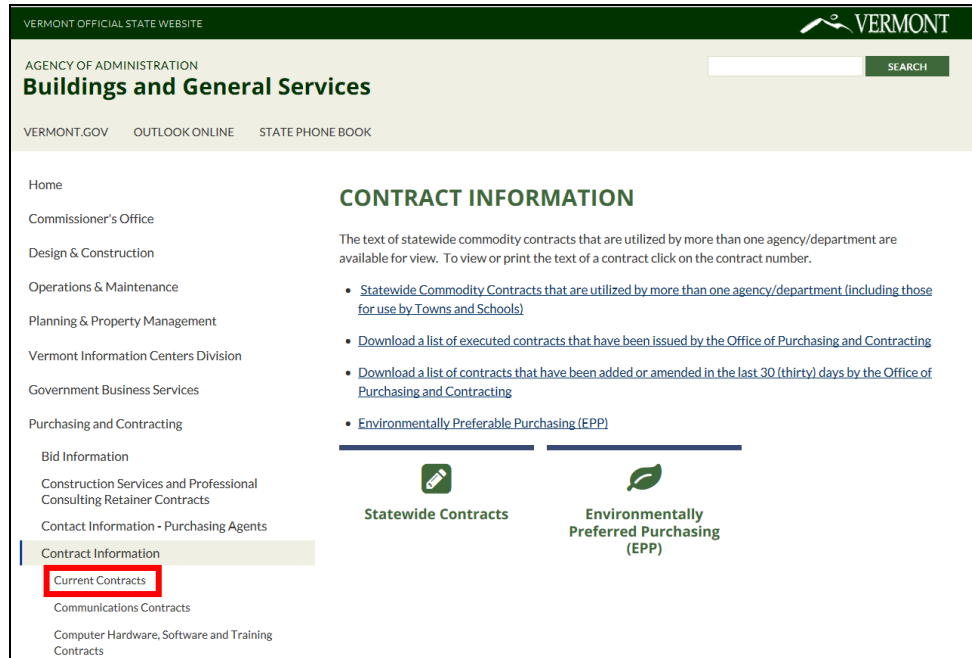 VERMONT OFFICIAL STATE WEBSITE
VERMONT
AGENCY OF ADMINISTRATION
Buildings and General Services
SEARCH
VERMONT.GOV OUTLOOK ONLINE STATE PHONE BOOK
Home
Commissioner's Office
Design & Construction
Operations & Maintenance
Planning & Property Management
Vermont Information Centers Division
Government Business Services
Purchasing and Contracting
Bid Information
Construction Services and Professional
Consulting Retainer Contracts
Contact Information - Purchasing Agents
Contract Information
Current Contracts
Communications Contracts
Computer Hardware, Software and Training
Contracts
CONTRACT INFORMATION
The text of statewide commodity contracts that are utilized by more than one agency/department are
available for view. To view or print the text of a contract click on the contract number.
• Statewide Commodity Contracts that are utilized by more than one agency/department (including those
for use by Towns and Schools)
• Download a list of executed contracts that have been issued by the Office of Purchasing and Contracting
• Download a list of contracts that have been added or amended in the last 30 (thirty) days by the Office of
Purchasing and Contracting
• Environmentally Preferable Purchasing (EPP)
Statewide Contracts
Environmentally
Preferred Purchasing
(EPP)